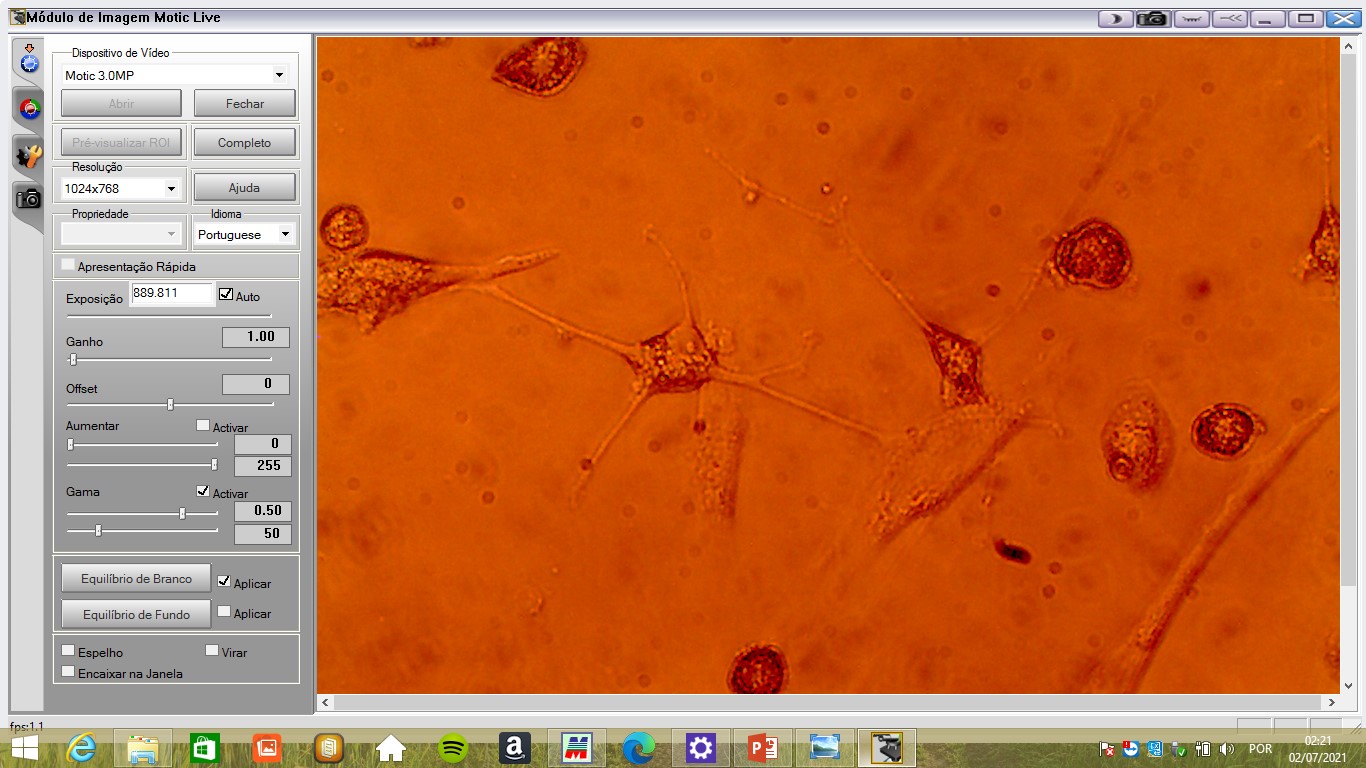 Módulo de Imagem Motic Live
Dispositivo de Vídeo
Motic 3.0MP
Abrir
Fechar
Pré-visualizar ROI
Completo
Resolução
1024x768
Ajuda
Propriedade
Idioma
Portuguese
Apresentação Rápida
Exposição 889.811 Auto
Ganho 1.00
Offset 0
Aumentar Activar
0
255
Gama Activar
0.50
50
Equilíbrio de Branco Aplicar
Equilíbrio de Fundo Aplicar
Espelho Virar
Encaixar na Janela
fps:1.1
POR
02:21
02/07/2021